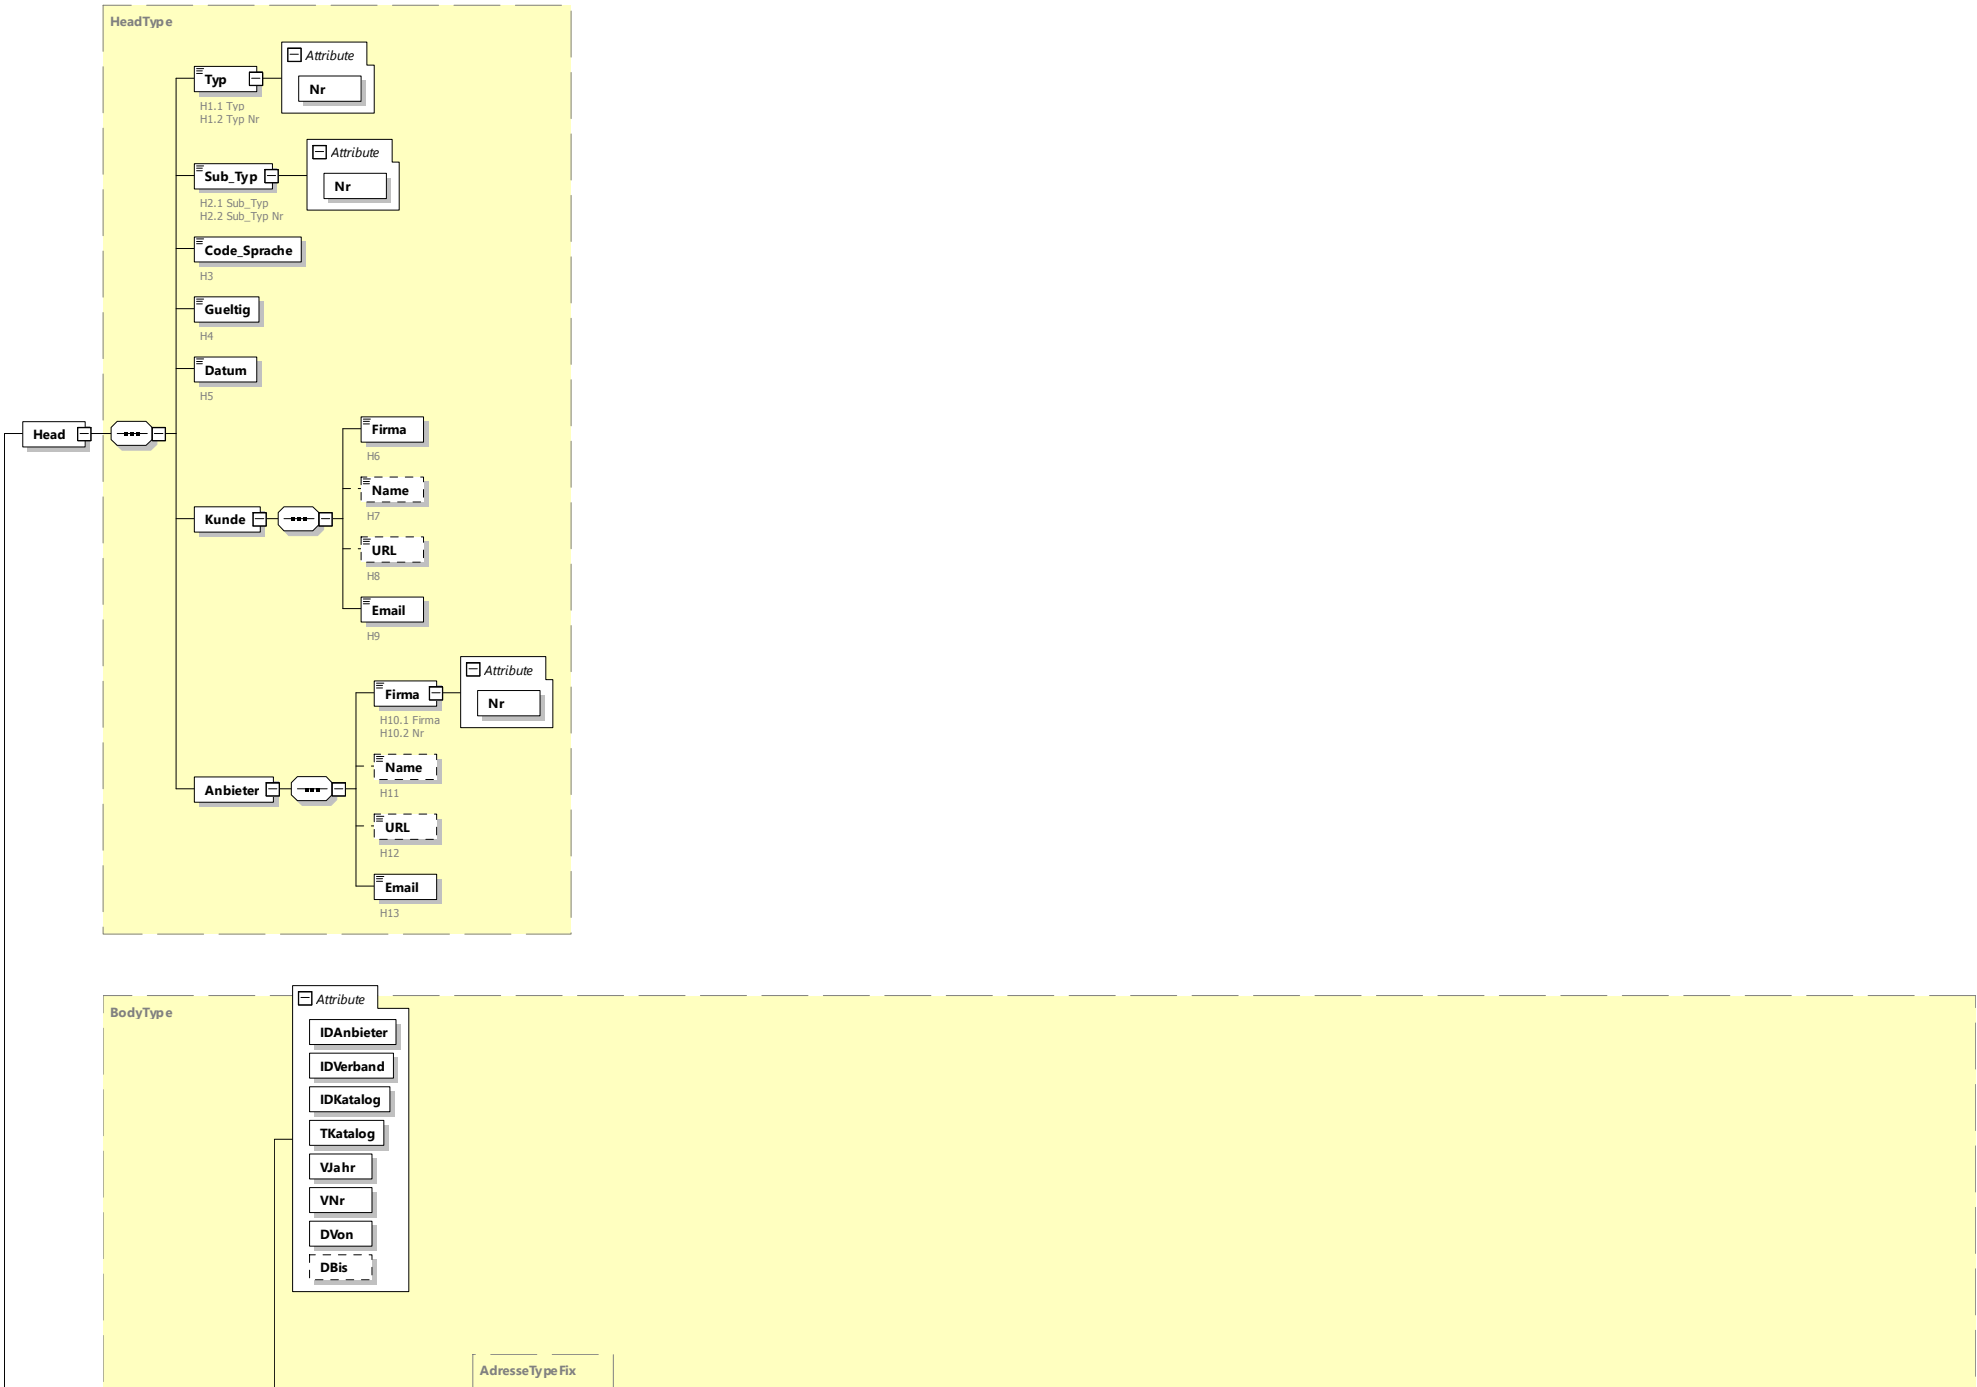 HeadType
Attribute
Typ
Nr
H1.1 Typ
H1.2 Typ Nr
Attribute
Sub_Typ
Nr
H2.1 Sub_Typ
H2.2 Sub_Typ Nr
Code_Sprache
H3
Gueltig
H4
Datum
H5
Head
Firma
H6
Name
H7
Kunde
URL
H8
Email
H9
Attribute
Firma
Nr
H10.1 Firma
H10.2 Nr
Name
H11
Anbieter
URL
H12
Email
H13
BodyType
Attribute
IDAnbieter
IDVerband
IDKatalog
TKatalog
VJahr
VNr
DVon
DBis
AdresseTypeFix